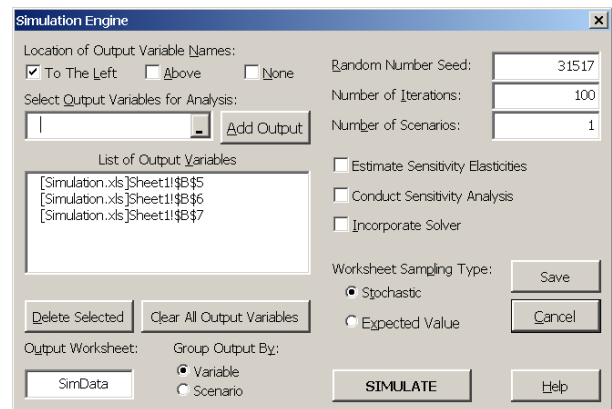 Simulation Engine
Location of Output Variable Names:
To The Left Above None
Select Output Variables for Analysis:
Add Output
List of Output Variables
[Simulation.xls]Sheet1!$B$5
[Simulation.xls]Sheet1!$B$6
[Simulation.xls]Sheet1!$B$7
Delete Selected Clear All Output Variables
Output Worksheet: Group Output By:
SimData
Variable
Scenario
Random Number Seed: 31517
Number of Iterations: 100
Number of Scenarios: 1
Estimate Sensitivity Elasticities
Conduct Sensitivity Analysis
Incorporate Solver
Worksheet Sampling Type:
Stochastic
Expected Value
Save
Cancel
SIMULATE Help